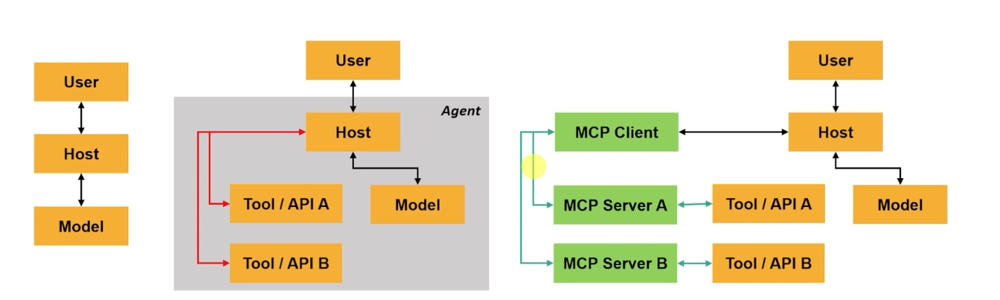 User
Host
Model
User
Agent
Host
Tool / API A
Model
Tool / API B
User
MCP Client
Host
MCP Server A
Tool / API A
Model
MCP Server B
Tool / API B